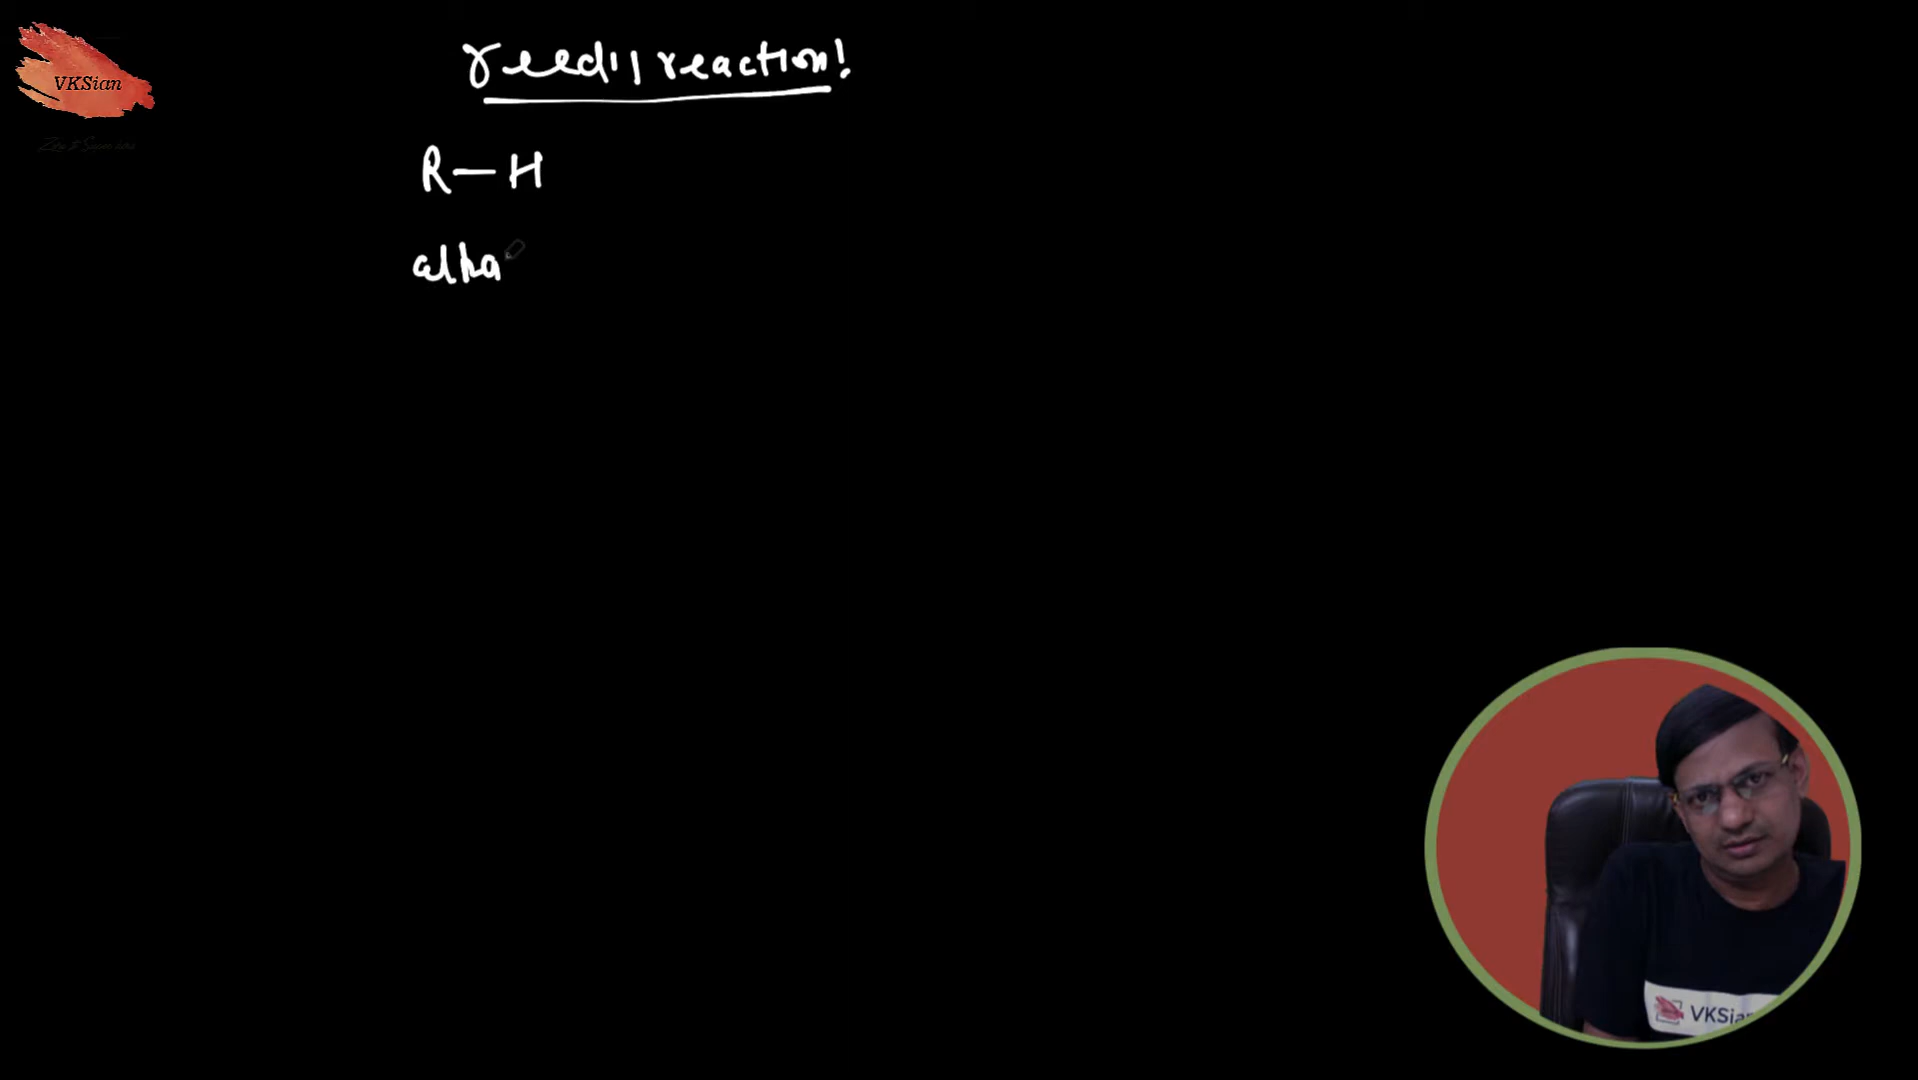 VKSian
reed's reaction!
R—H
alka
VKSian